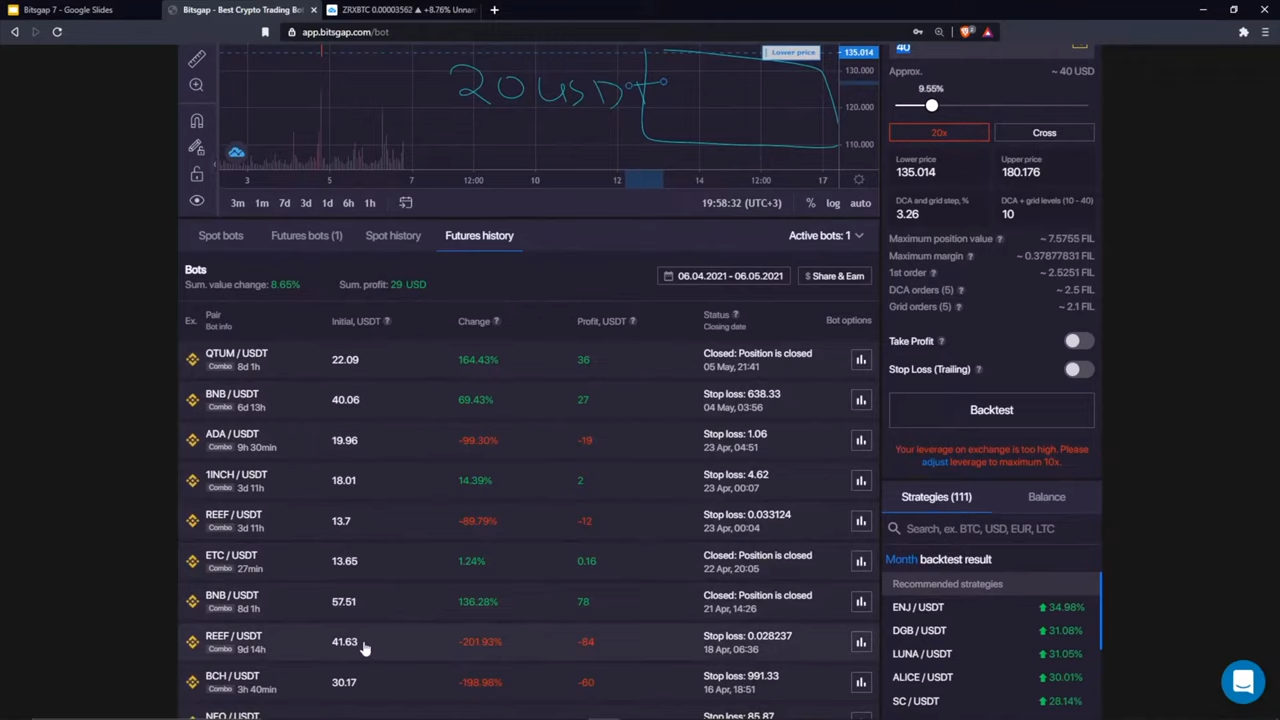 Bitsgap 7 - Google Slides
Bitsgap - Best Crypto Trading Bo
ZRXBTC 0.00003562 ▲ +8.76% Unnan
app.bitsgap.com/bot
Lower price
135.014
130.000
120.000
110.000
20 USDT
3
5
7
12:00
10
12
14
12:00
17
3m
1m
7d
3d
1d
6h
1h
19:58:32 (UTC+3)
%
log
auto
Spot bots
Futures bots (1)
Spot history
Futures history
Active bots: 1
Bots
Sum. value change: 8.65%
Sum. profit: 29 USD
06.04.2021 - 06.05.2021
$ Share & Earn
Ex.
Pair
Bot info
Initial, USDT
Change
Profit, USDT
Status
Closing date
Bot options
QTUM / USDT
Combo 8d 1h
22.09
164.43%
36
Closed: Position is closed
05 May, 21:41
BNB / USDT
Combo 6d 13h
40.06
69.43%
27
Stop loss: 638.33
04 May, 03:56
ADA / USDT
Combo 9h 30min
19.96
-99.30%
-19
Stop loss: 1.06
23 Apr, 04:51
1INCH / USDT
Combo 3d 11h
18.01
14.39%
2
Stop loss: 4.62
23 Apr, 00:07
REEF / USDT
Combo 3d 11h
13.7
-89.79%
-12
Stop loss: 0.033124
23 Apr, 00:04
ETC / USDT
Combo 27min
13.65
1.24%
0.16
Closed: Position is closed
22 Apr, 20:05
BNB / USDT
Combo 8d 1h
57.51
136.28%
78
Closed: Position is closed
21 Apr, 14:26
REEF / USDT
Combo 9d 14h
41.63
-201.93%
-84
Stop loss: 0.028237
18 Apr, 06:36
BCH / USDT
Combo 3h 40min
30.17
-198.98%
-60
Stop loss: 991.33
16 Apr, 18:51
NEO / USDT
Stop loss: 85.87
40
Approx.
~ 40 USD
9.55%
20x
Cross
Lower price
135.014
Upper price
180.176
DCA and grid step, %
3.26
DCA + grid levels (10 - 40)
10
Maximum position value ~ 7.5755 FIL
Maximum margin ~ 0.37877831 FIL
1st order ~ 2.5251 FIL
DCA orders (5) ~ 2.5 FIL
Grid orders (5) ~ 2.1 FIL
Take Profit
Stop Loss (Trailing)
Backtest
Your leverage on exchange is too high. Please
adjust leverage to maximum 10x.
Strategies (111)
Balance
Search, ex. BTC, USD, EUR, LTC
Month backtest result
Recommended strategies
ENJ / USDT 34.98%
DGB / USDT 31.08%
LUNA / USDT 31.05%
ALICE / USDT 30.01%
SC / USDT 28.14%